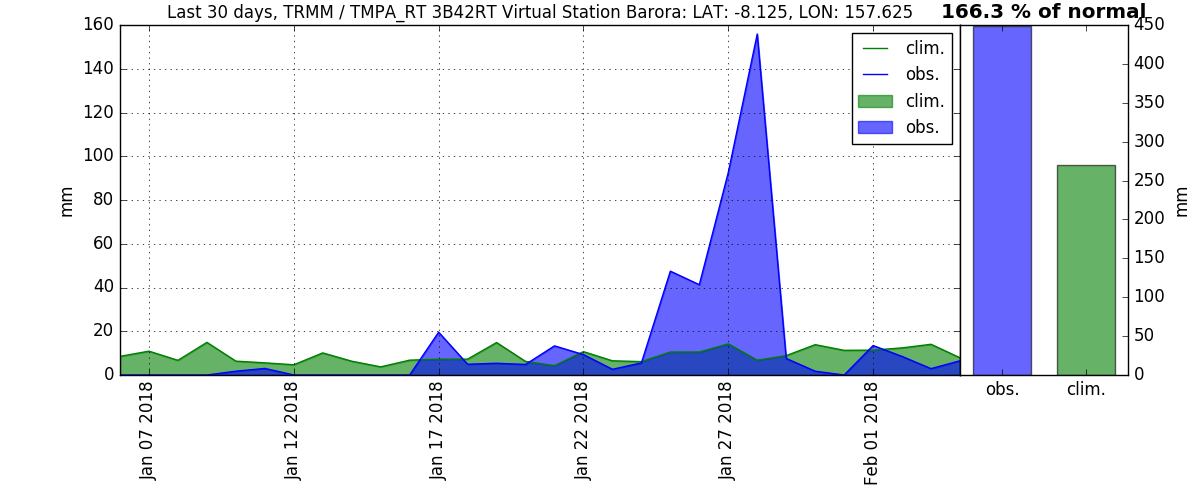 Last 30 days, TRMM / TMPA_RT 3B42RT Virtual Station Barora: LAT: -8.125, LON: 157.625
166.3 % of normal
160
140
120
100
80
60
40
20
0
mm
clim.
obs.
clim.
obs.
450
400
350
300
250
200
150
100
50
0
mm
Jan 07 2018
Jan 12 2018
Jan 17 2018
Jan 22 2018
Jan 27 2018
Feb 01 2018
obs.
clim.